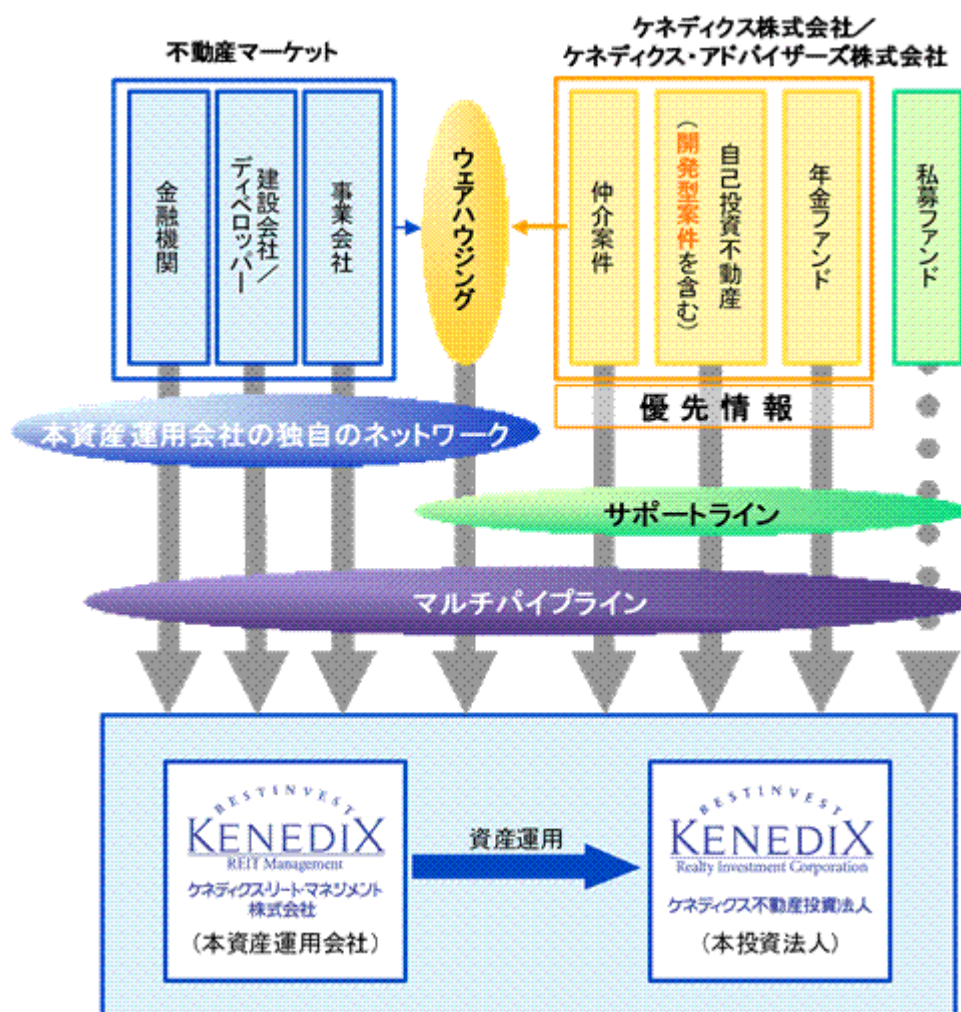 不動産マーケット
ケネディクス株式会社／
ケネディクス・アドバイザーズ株式会社
金融機関
建設会社／
ディベロッパー
事業会社
ウェアハウジング
仲介案件
自己投資不動産
（開発型案件を含む）
年金ファンド
私募ファンド
優先情報
本資産運用会社の独自のネットワーク
サポートライン
マルチパイプライン
BESTINVEST
KENEDIX
REIT Management
ケネディクス・リート・マネジメント
株式会社
（本資産運用会社）
資産運用
BESTINVEST
KENEDIX
Realty Investment Corporation
ケネディクス不動産投資法人
（本投資法人）